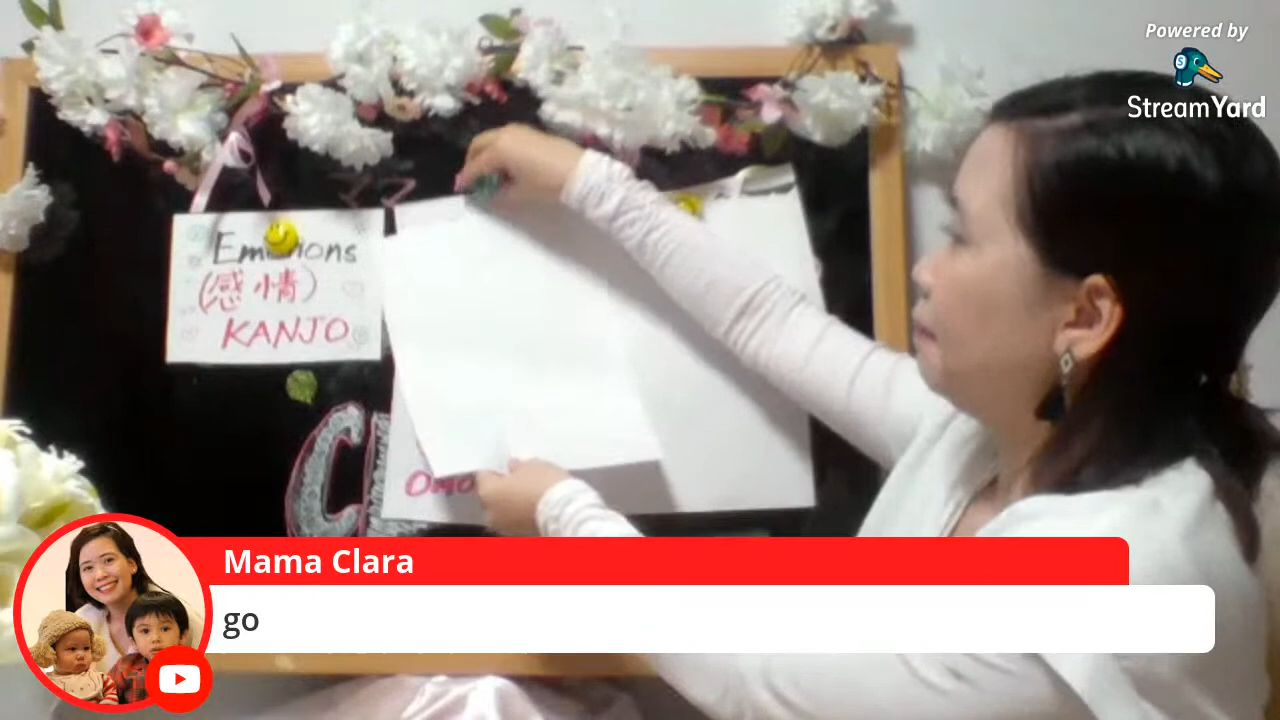 Powered by
StreamYard
Emotions
(感情)
KANJO
Mama Clara
go